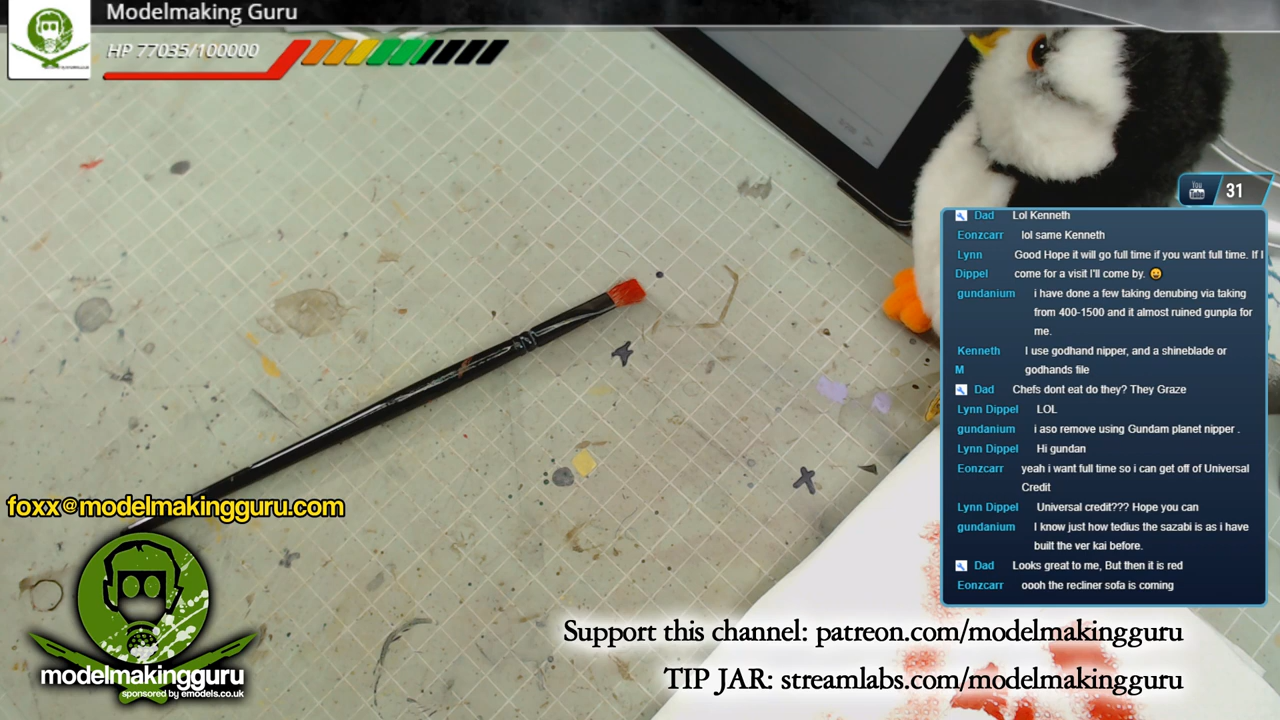 Modelmaking Guru
HP 77035/100000
You
Tube
31
Dad Lol Kenneth
Eonzcarr lol same Kenneth
Lynn Good Hope it will go full time if you want full time. If I
Dippel come for a visit I'll come by.
gundanium i have done a few taking denubing via taking
from 400-1500 and it almost ruined gunpla for
me.
Kenneth I use godhand nipper, and a shineblade or
M godhands file
Dad Chefs dont eat do they? They Graze
Lynn Dippel LOL
gundanium i aso remove using Gundam planet nipper .
Lynn Dippel Hi gundan
Eonzcarr yeah i want full time so i can get off of Universal
Credit
Lynn Dippel Universal credit??? Hope you can
gundanium I know just how tedius the sazabi is as i have
built the ver kai before.
Dad Looks great to me, But then it is red
Eonzcarr oooh the recliner sofa is coming
foxx@modelmakingguru.com
modelmakingguru
sponsored by emodels.co.uk
Support this channel: patreon.com/modelmakingguru
TIP JAR: streamlabs.com/modelmakingguru